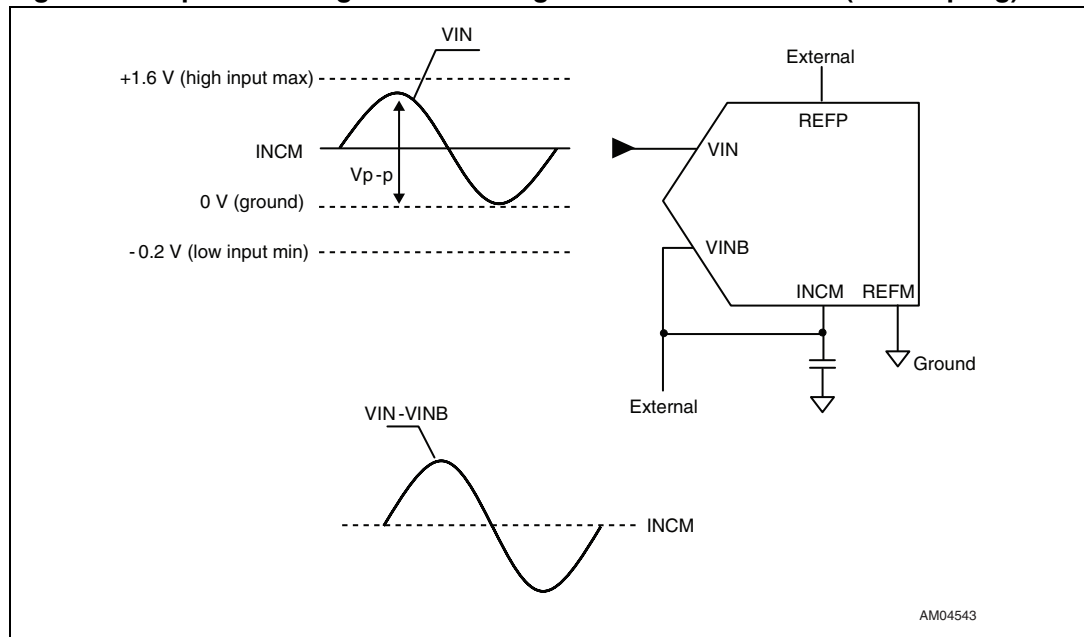 VIN
+1.6 V (high input max)
INCM
Vp-p
0 V (ground)
-0.2 V (low input min)
External
REFP
VIN
VINB
INCM REFM
Ground
External
VIN-VINB
INCM
AM04543